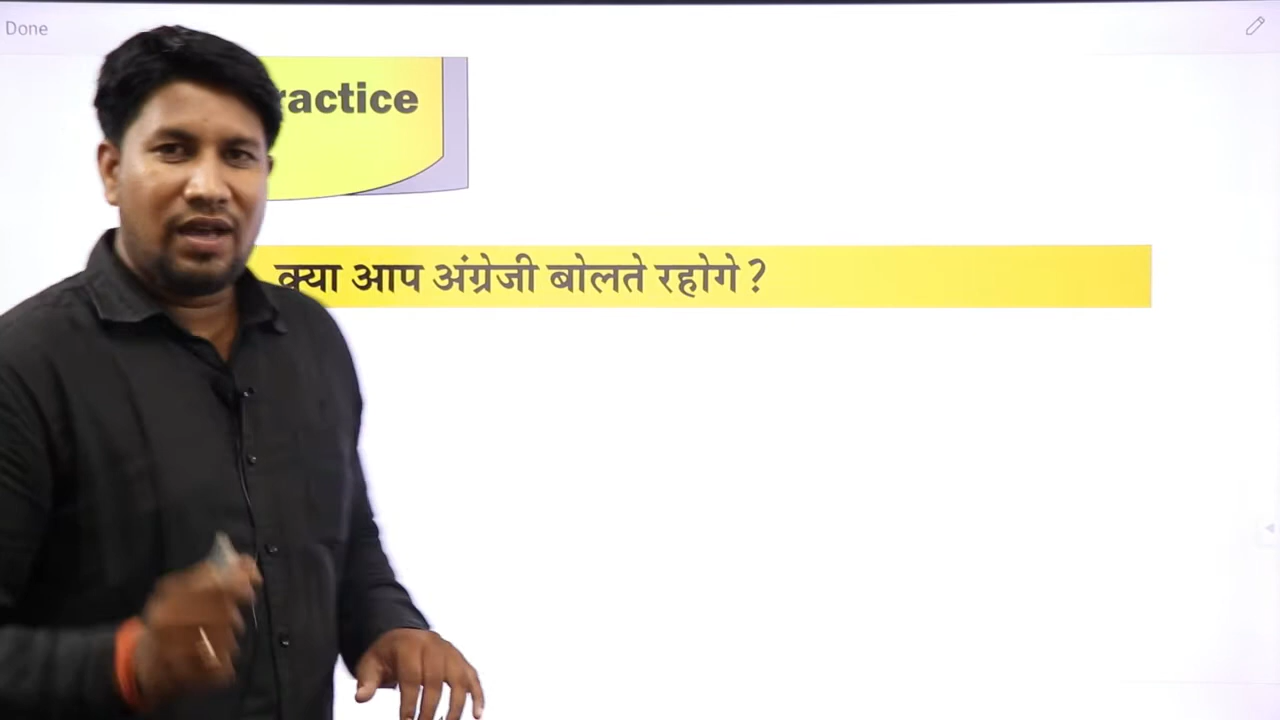 Done
ractice
क्या आप अंग्रेजी बोलते रहोगे ?